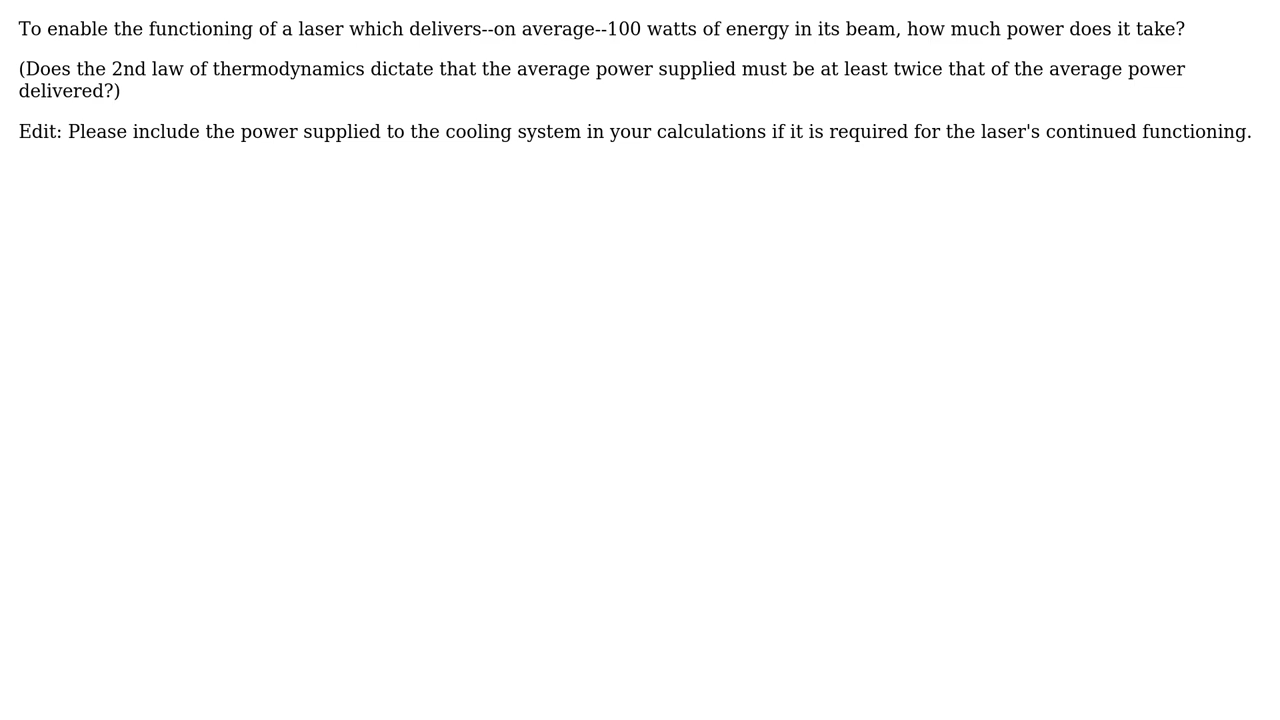 To enable the functioning of a laser which delivers--on average--100 watts of energy in its beam, how much power does it take?
(Does the 2nd law of thermodynamics dictate that the average power supplied must be at least twice that of the average power
delivered?)
Edit: Please include the power supplied to the cooling system in your calculations if it is required for the laser's continued functioning.